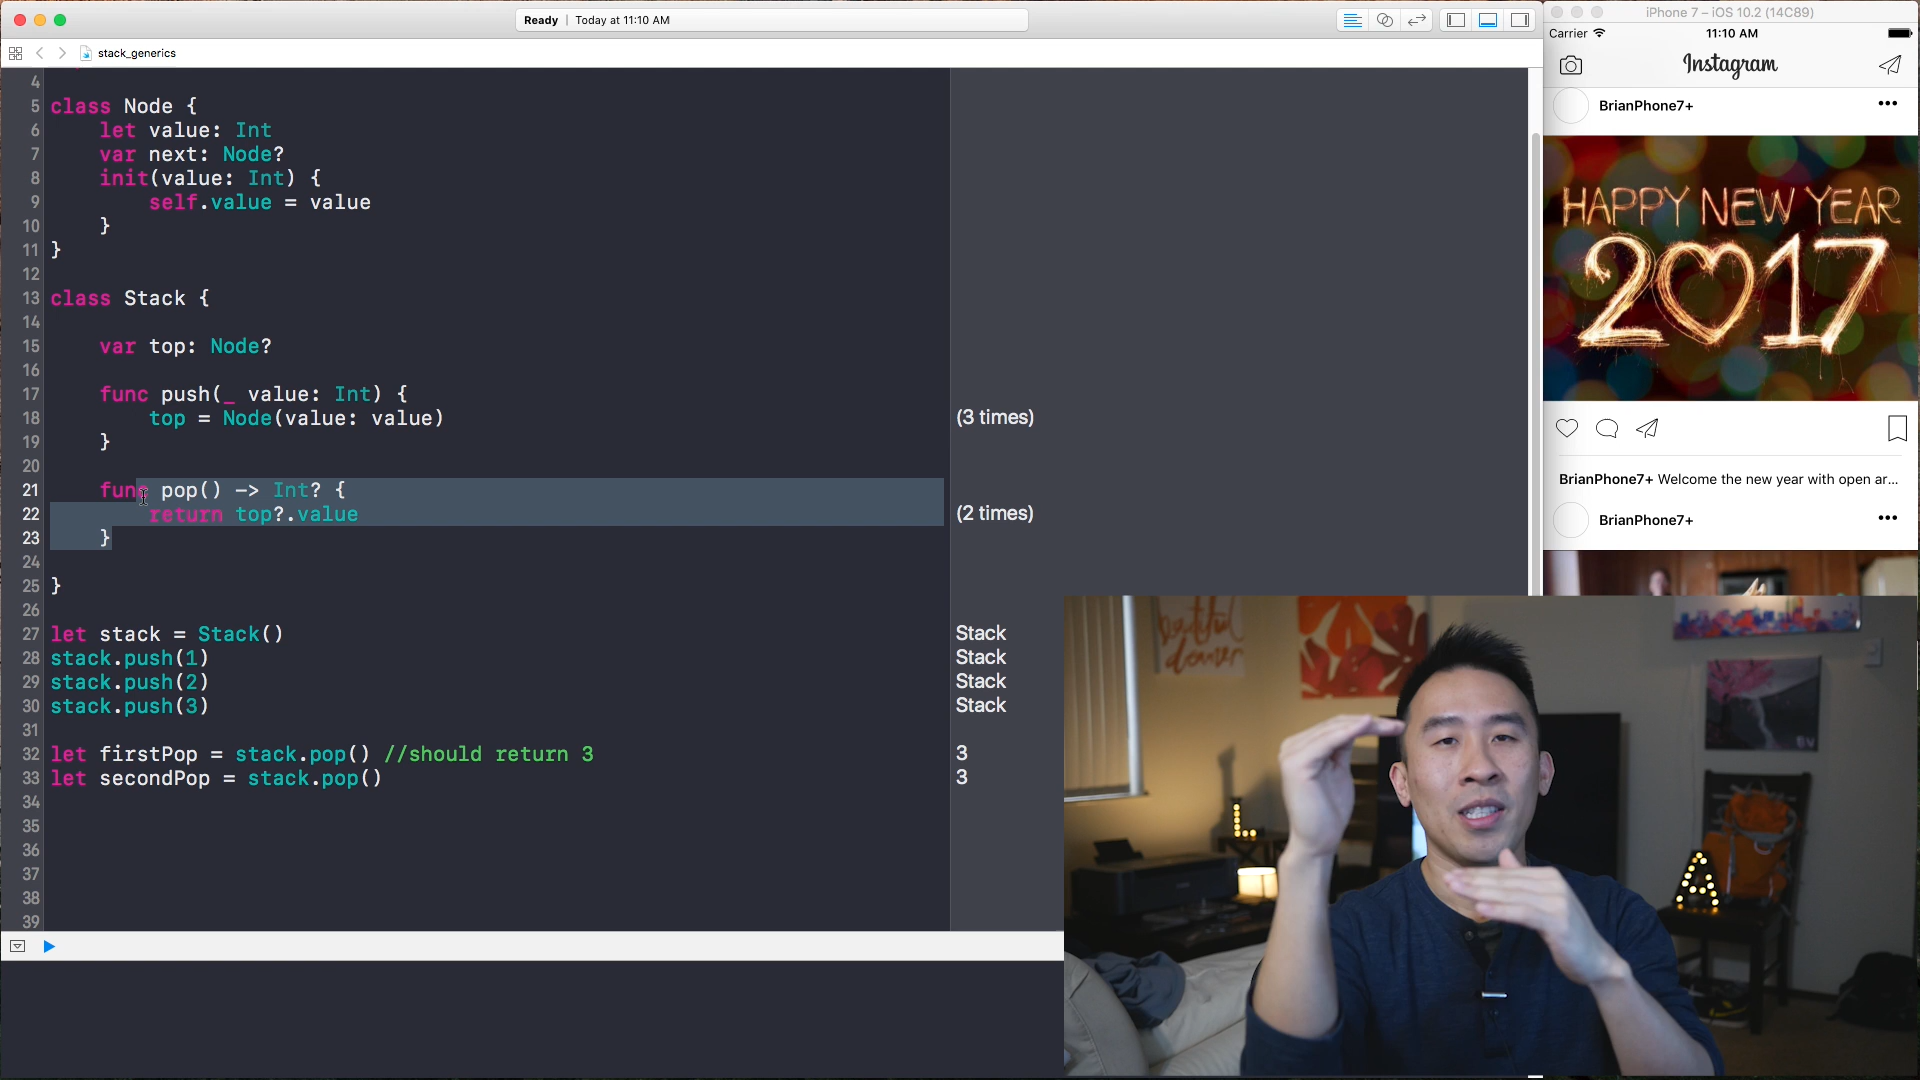 Ready | Today at 11:10 AM
stack_generics
4
5 class Node {
6 let value: Int
7 var next: Node?
8 init(value: Int) {
9 self.value = value
10 }
11 }
12
13 class Stack {
14
15 var top: Node?
16
17 func push(_ value: Int) {
18 top = Node(value: value) (3 times)
19 }
20
21 func pop() -> Int? {
22 return top?.value (2 times)
23 }
24
25 }
26
27 let stack = Stack() Stack
28 stack.push(1) Stack
29 stack.push(2) Stack
30 stack.push(3) Stack
31
32 let firstPop = stack.pop() //should return 3 3
33 let secondPop = stack.pop() 3
34
35
36
37
38
39
iPhone 7 – iOS 10.2 (14C89)
Carrier 11:10 AM
Instagram
BrianPhone7+
HAPPY NEW YEAR
2017
BrianPhone7+ Welcome the new year with open ar...
BrianPhone7+
beautiful
dreamer
L
A